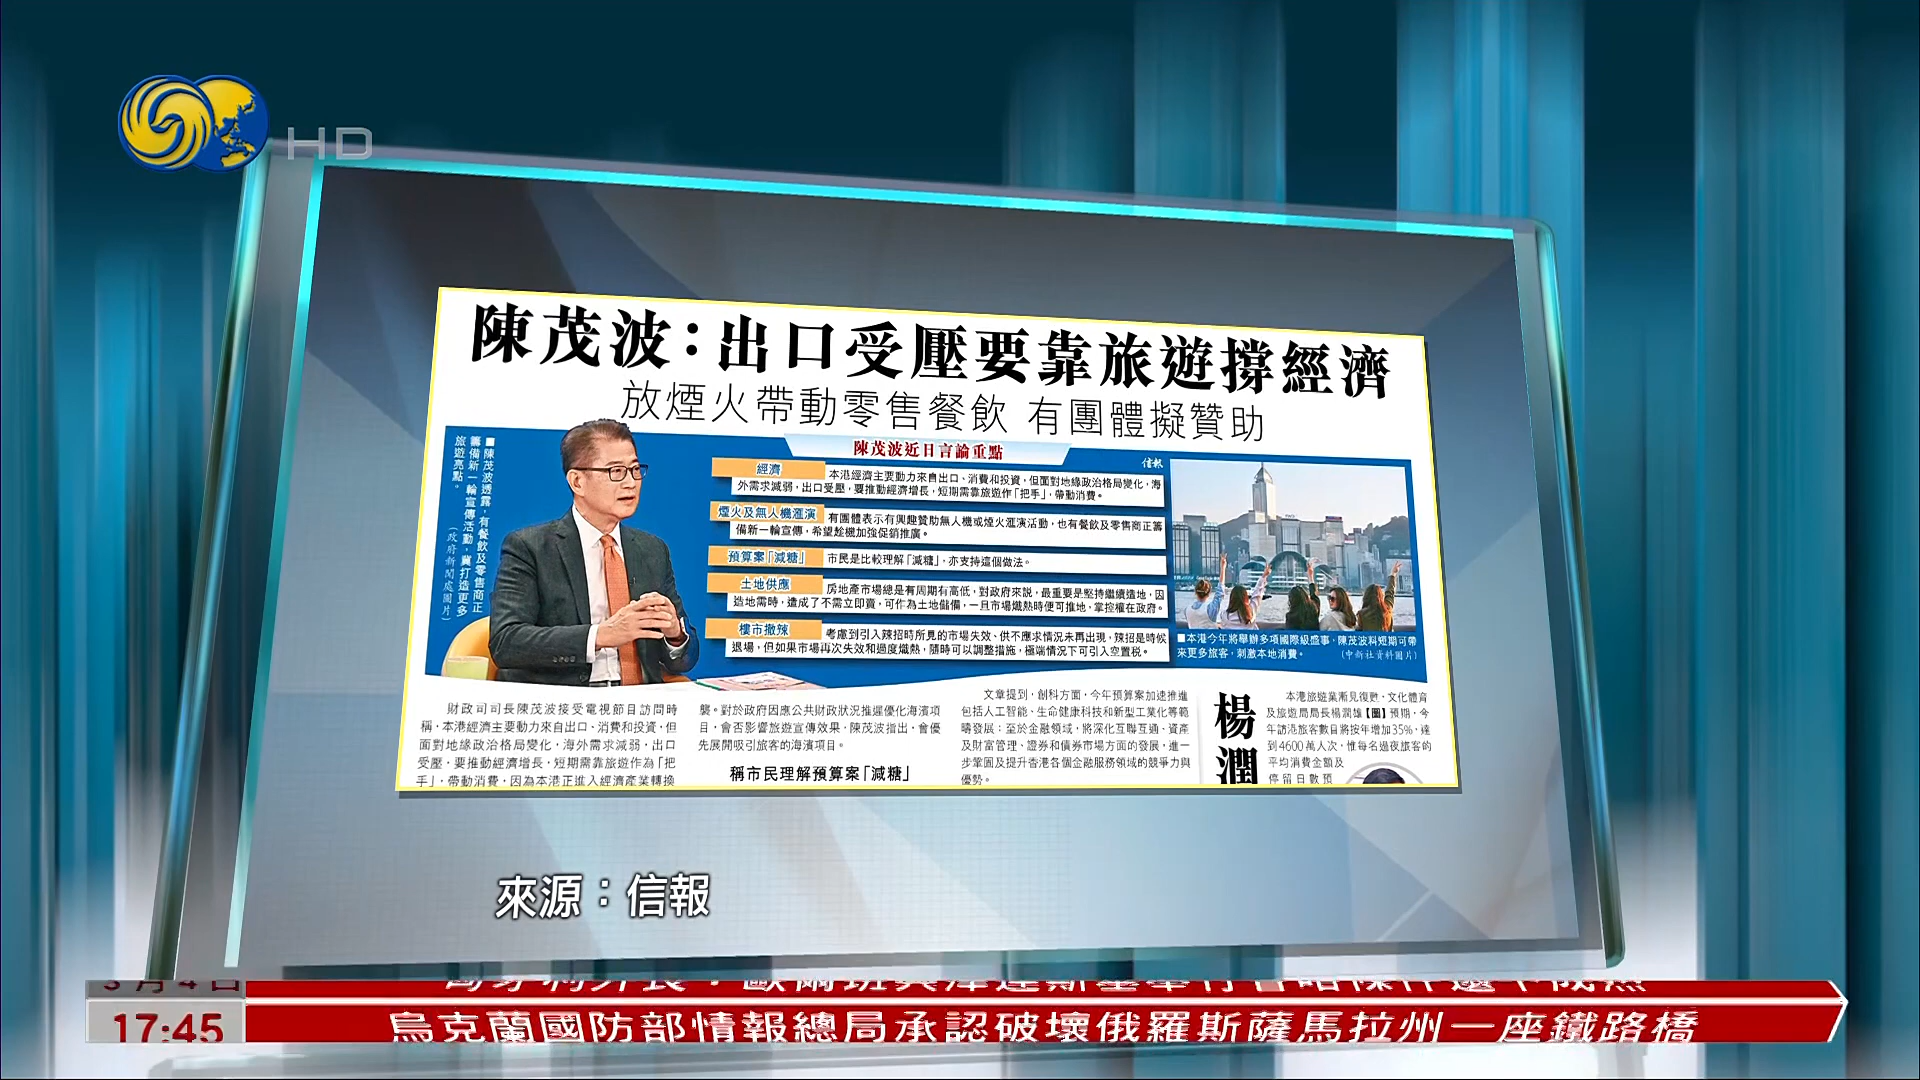 HD
陳茂波：出口受壓要靠旅遊撐經濟
放煙火帶動零售餐飲 有團體擬贊助
■陳茂波透露，有餐飲及零售商正
籌備新一輪宣傳活動，冀打造更多
旅遊亮點。
（政府新聞處圖片）
陳茂波近日言論重點
信報
經濟
本港經濟主要動力來自出口、消費和投資，但面對地緣政治格局變化，海
外需求減弱，出口受壓，要推動經濟增長，短期需靠旅遊作「把手」，帶動消費。
煙火及無人機滙演
有團體表示有興趣贊助無人機或煙火滙演活動，也有餐飲及零售商正籌
備新一輪宣傳，希望趁機加強促銷推廣。
預算案「減糖」
市民是比較理解「減糖」，亦支持這個做法。
土地供應
房地產市場總是有周期有高低，對政府來說，最重要是堅持繼續造地，因
造地需時，造成了不需立即賣，可作為土地儲備，一旦市場熾熱時便可推地，掌控權在政府。
樓市撤辣
考慮到引入辣招時所見的市場失效、供不應求情況未再出現，辣招是時候
退場，但如果市場再次失效和過度熾熱，隨時可以調整措施，極端情況下可引入空置稅。
■本港今年將舉辦多項國際級盛事，陳茂波料短期可帶
來更多旅客，刺激本地消費。
（中新社資料圖片）
財政司司長陳茂波接受電視節目訪問時
稱，本港經濟主要動力來自出口、消費和投資，但
面對地緣政治格局變化，海外需求減弱，出口
受壓，要推動經濟增長，短期需靠旅遊作為「把
手」，帶動消費，因為本港正進入經濟產業轉換
襲。對於政府因應公共財政狀況推遲優化海濱項
目，會否影響旅遊宣傳效果，陳茂波指出，會優
先展開吸引旅客的海濱項目。
稱市民理解預算案「減糖」
文章提到，創科方面，今年預算案加速推進
包括人工智能、生命健康科技和新型工業化等範
疇發展；至於金融領域，將深化互聯互通、資產
及財富管理、證券和債券市場方面的發展，進一
步鞏固及提升香港各個金融服務領域的競爭力與
優勢。
楊潤
本港旅遊業漸見復甦，文化體育
及旅遊局局長楊潤雄【圖】預期，今
年訪港旅客數目將按年增加35%，達
到4600萬人次，惟每名過夜旅客的
平均消費金額及
停留日數預
來源：信報
3月4日
17:45
烏克蘭國防部情報總局承認破壞俄羅斯薩馬拉州一座鐵路橋